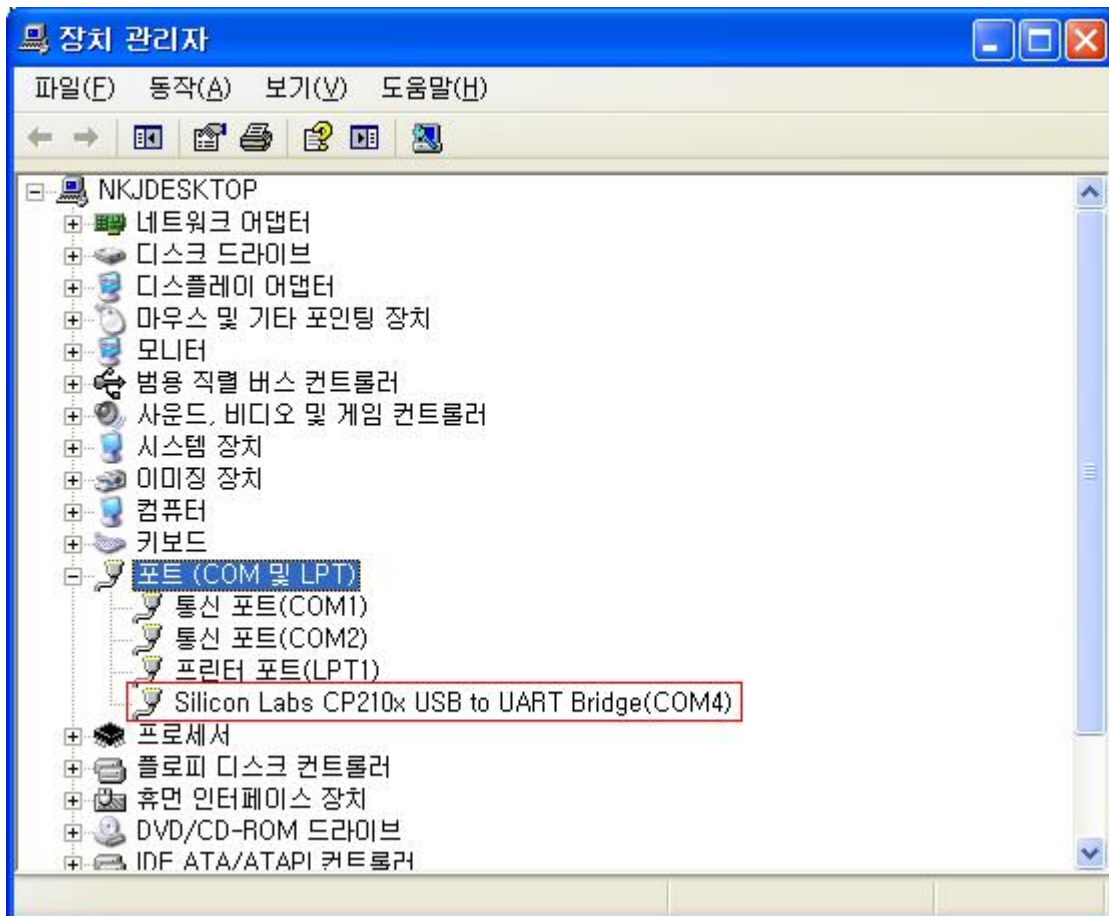 장치 관리자
파일(F) 동작(A) 보기(V) 도움말(H)
NKJDESKTOP
네트워크 어댑터
디스크 드라이브
디스플레이 어댑터
마우스 및 기타 포인팅 장치
모니터
범용 직렬 버스 컨트롤러
사운드, 비디오 및 게임 컨트롤러
시스템 장치
이미징 장치
컴퓨터
키보드
포트 (COM 및 LPT)
통신 포트(COM1)
통신 포트(COM2)
프린터 포트(LPT1)
Silicon Labs CP210x USB to UART Bridge(COM4)
프로세서
플로피 디스크 컨트롤러
휴먼 인터페이스 장치
DVD/CD-ROM 드라이브
IDE ATA/ATAPI 컨트롤러